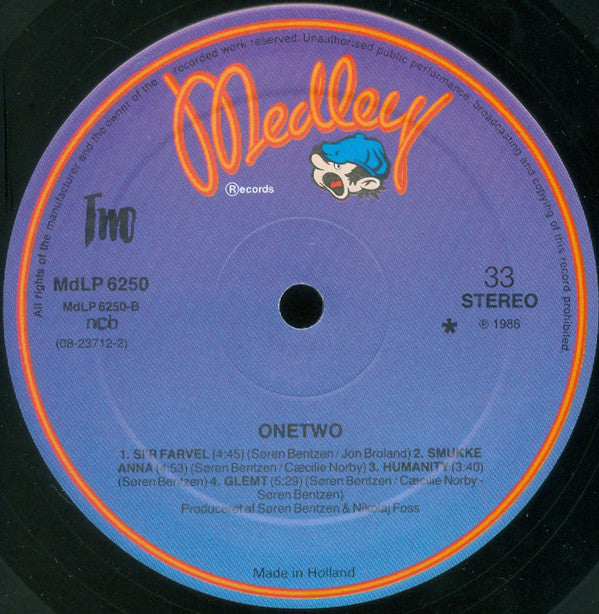 All rights of the manufacturer and the owner of the recorded work reserved. Unauthorised public performance, broadcasting and copying of this record prohibited.
Medley
Records
Two
MdLP 6250
MdLP 6250-B
ncb
(08-23712-2)
33
STEREO
* ℗ 1986
ONETWO
1. SI'R FARVEL (4:45) (Søren Bentzen / Jon Broland) 2. SMUKKE
ANNA (4:53) (Søren Bentzen / Cæcilie Norby) 3. HUMANITY (3:40)
(Søren Bentzen) 4. GLEMT (5:29) (Søren Bentzen / Cæcilie Norby -
Søren Bentzen)
Produceret af Søren Bentzen & Nikolaj Foss
Made in Holland